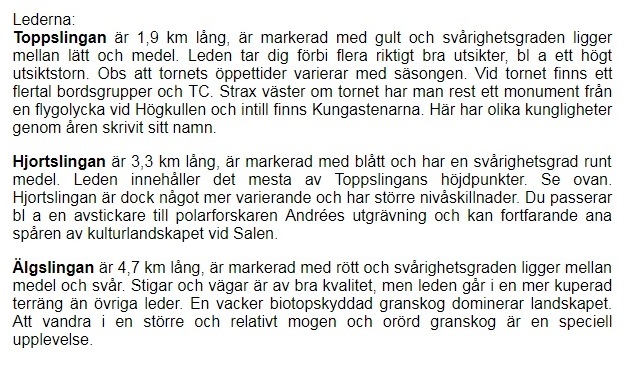 Lederna:
Toppslingan är 1,9 km lång, är markerad med gult och svårighetsgraden ligger
mellan lätt och medel. Leden tar dig förbi flera riktigt bra utsikter, bl a ett högt
utsiktstorn. Obs att tornets öppettider varierar med säsongen. Vid tornet finns ett
flertal bordsgrupper och TC. Strax väster om tornet har man rest ett monument från
en flygolycka vid Högkullen och intill finns Kungastenarna. Här har olika kungligheter
genom åren skrivit sitt namn.
Hjortslingan är 3,3 km lång, är markerad med blått och har en svårighetsgrad runt
medel. Leden innehåller det mesta av Toppslingans höjdpunkter. Se ovan.
Hjortslingan är dock något mer varierande och har större nivåskillnader. Du passerar
bl a en avstickare till polarforskaren Andrées utgrävning och kan fortfarande ana
spåren av kulturlandskapet vid Salen.
Älgslingan är 4,7 km lång, är markerad med rött och svårighetsgraden ligger mellan
medel och svår. Stigar och vägar är av bra kvalitet, men leden går i en mer kuperad
terräng än övriga leder. En vacker biotopskyddad granskog dominerar landskapet.
Att vandra i en större och relativt mogen och orörd granskog är en speciell
upplevelse.